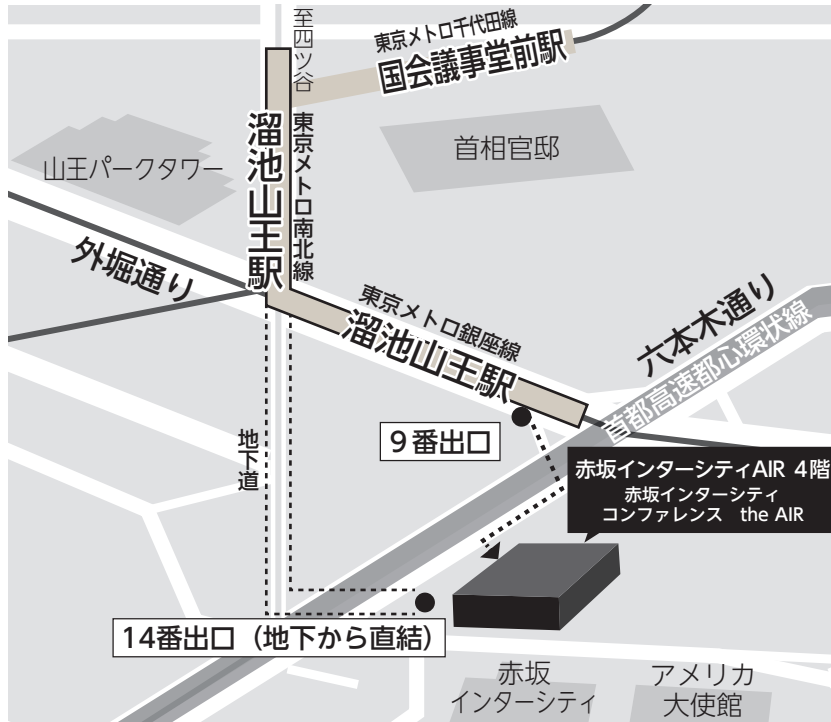 至四ツ谷
東京メトロ千代田線
国会議事堂前駅
首相官邸
山王パークタワー
溜池山王駅
東京メトロ南北線
外堀通り
東京メトロ銀座線
溜池山王駅
六本木通り
首都高速都心環状線
地下道
9番出口
赤坂インターシティAIR 4階
赤坂インターシティ
コンファレンス the AIR
14番出口（地下から直結）
赤坂
インターシティ
アメリカ
大使館